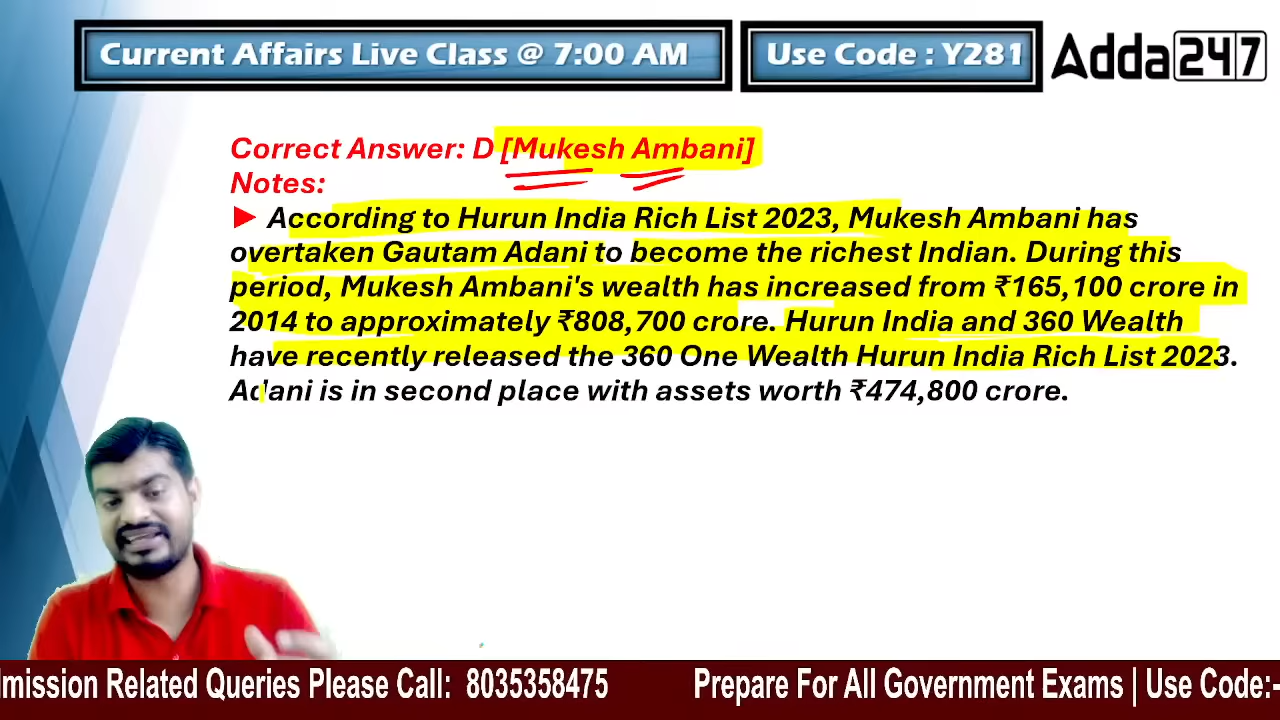 Current Affairs Live Class @ 7:00 AM
Use Code : Y281
Adda247
Correct Answer: D [Mukesh Ambani]
Notes:
► According to Hurun India Rich List 2023, Mukesh Ambani has
overtaken Gautam Adani to become the richest Indian. During this
period, Mukesh Ambani's wealth has increased from ₹165,100 crore in
2014 to approximately ₹808,700 crore. Hurun India and 360 Wealth
have recently released the 360 One Wealth Hurun India Rich List 2023.
Adani is in second place with assets worth ₹474,800 crore.
mission Related Queries Please Call: 8035358475 Prepare For All Government Exams | Use Code:-